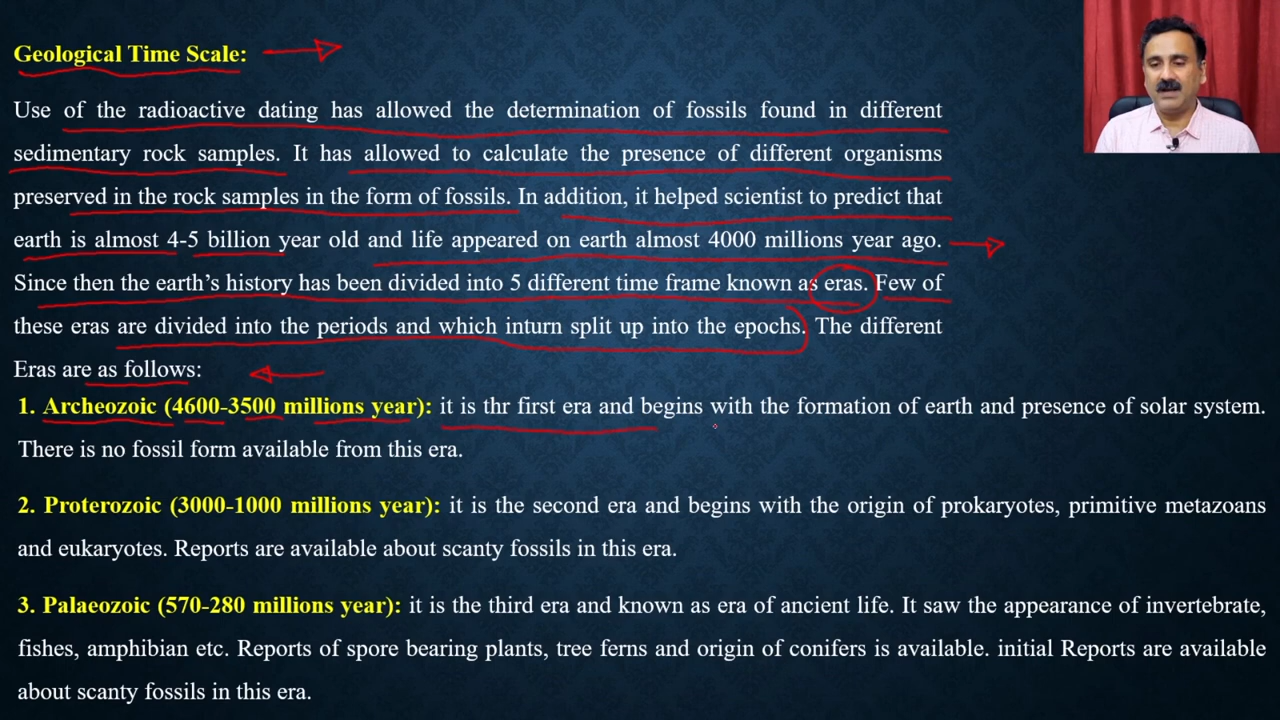 Geological Time Scale:
Use of the radioactive dating has allowed the determination of fossils found in different
sedimentary rock samples. It has allowed to calculate the presence of different organisms
preserved in the rock samples in the form of fossils. In addition, it helped scientist to predict that
earth is almost 4-5 billion year old and life appeared on earth almost 4000 millions year ago.
Since then the earth’s history has been divided into 5 different time frame known as eras. Few of
these eras are divided into the periods and which inturn split up into the epochs. The different
Eras are as follows:
1. Archeozoic (4600-3500 millions year): it is thr first era and begins with the formation of earth and presence of solar system.
There is no fossil form available from this era.
2. Proterozoic (3000-1000 millions year): it is the second era and begins with the origin of prokaryotes, primitive metazoans
and eukaryotes. Reports are available about scanty fossils in this era.
3. Palaeozoic (570-280 millions year): it is the third era and known as era of ancient life. It saw the appearance of invertebrate,
fishes, amphibian etc. Reports of spore bearing plants, tree ferns and origin of conifers is available. initial Reports are available
about scanty fossils in this era.